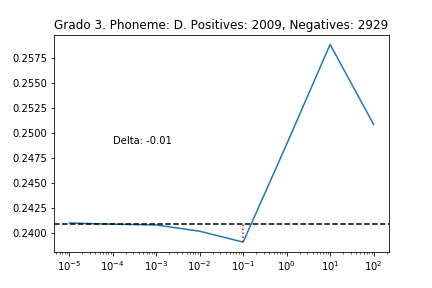 Grado 3. Phoneme: D. Positives: 2009, Negatives: 2929
0.2575
0.2550
0.2525
0.2500
0.2475
0.2450
0.2425
0.2400
Delta: -0.01
10⁻⁵ 10⁻⁴ 10⁻³ 10⁻² 10⁻¹ 10⁰ 10¹ 10²